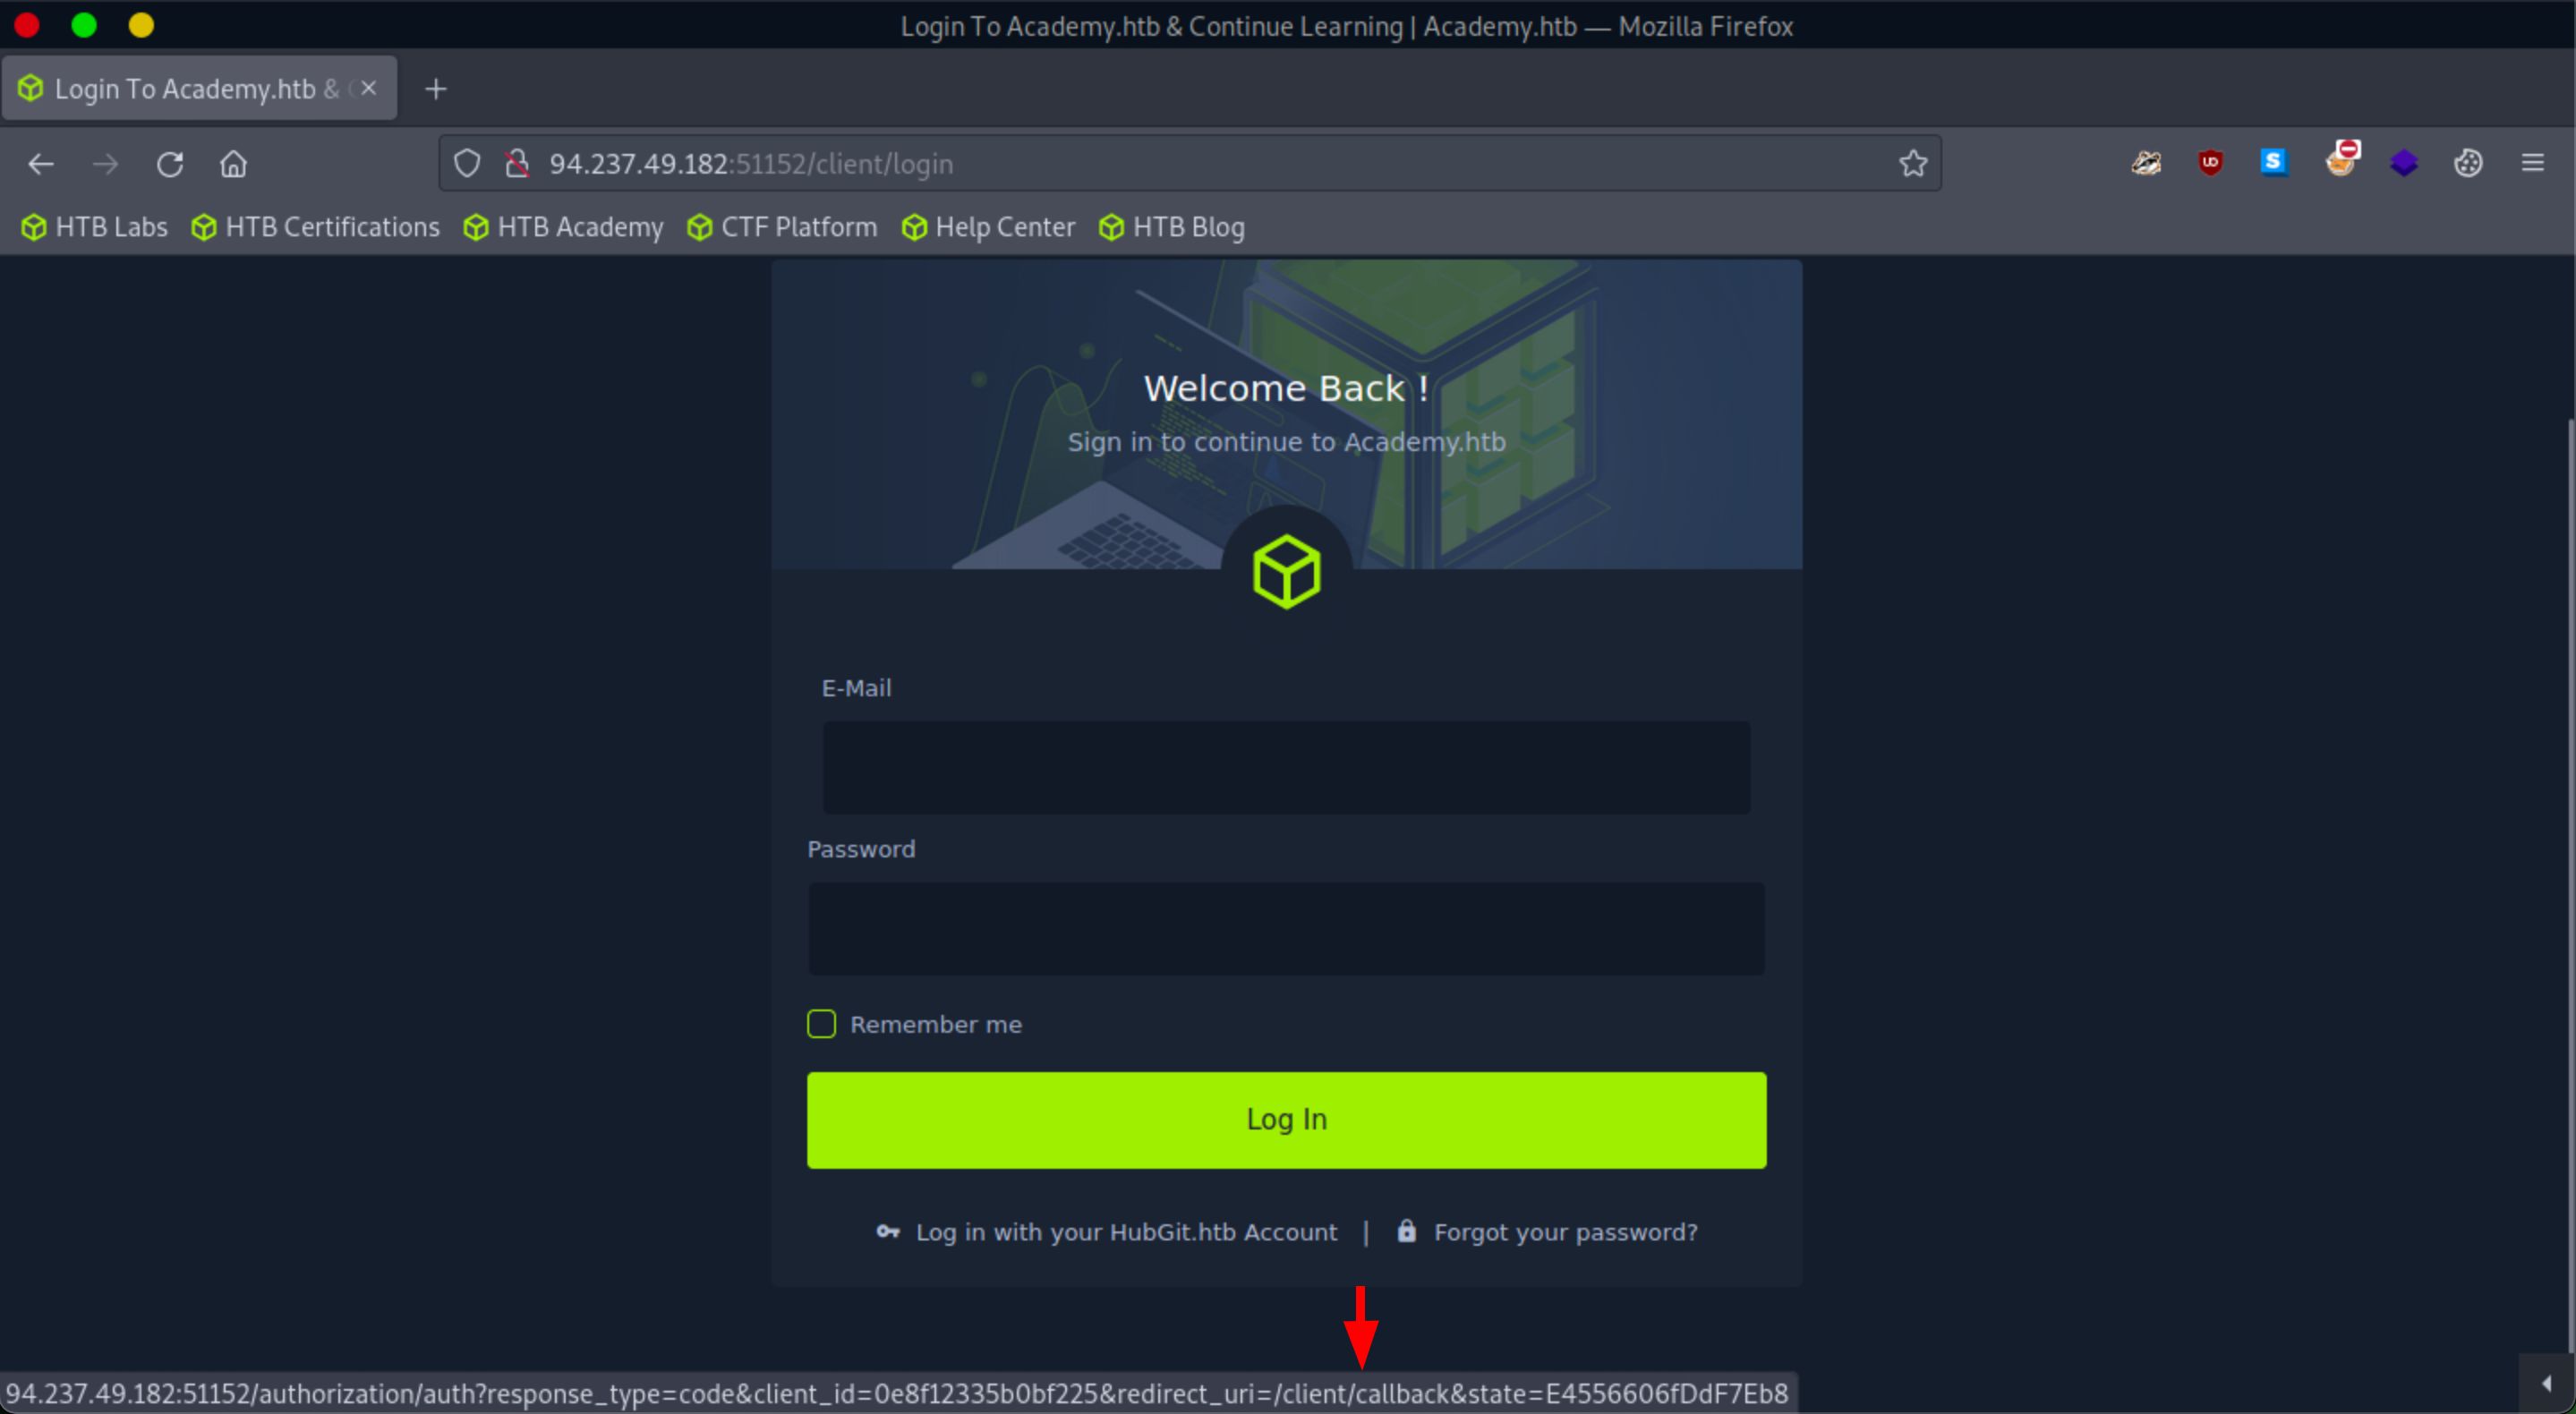 Login To Academy.htb & Continue Learning | Academy.htb — Mozilla Firefox
Login To Academy.htb &
94.237.49.182:51152/client/login
HTB Labs HTB Certifications HTB Academy CTF Platform Help Center HTB Blog
Welcome Back !
Sign in to continue to Academy.htb
E-Mail
Password
Remember me
Log In
Log in with your HubGit.htb Account | Forgot your password?
94.237.49.182:51152/authorization/auth?response_type=code&client_id=0e8f12335b0bf225&redirect_uri=/client/callback&state=E4556606fDdF7Eb8